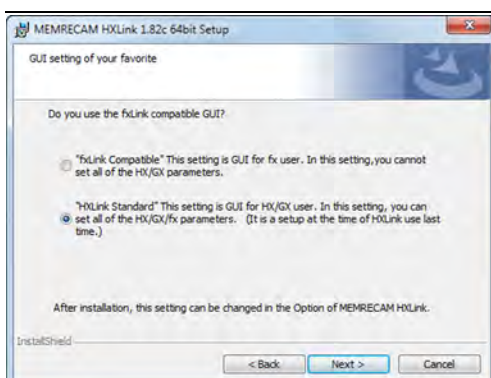 MEMRECAM HXLink 1.82c 64bit Setup
GUI setting of your favorite
Do you use the fxLink compatible GUI?
"fxLink Compatible" This setting is GUI for fx user. In this setting,you cannot
set all of the HX/GX parameters.
"HXLink Standard" This setting is GUI for HX/GX user. In this setting, you can
set all of the HX/GX/fx parameters. (It is a setup at the time of HXLink use last
time.)
After installation, this setting can be changed in the Option of MEMRECAM HXLink.
InstallShield
< Back Next > Cancel